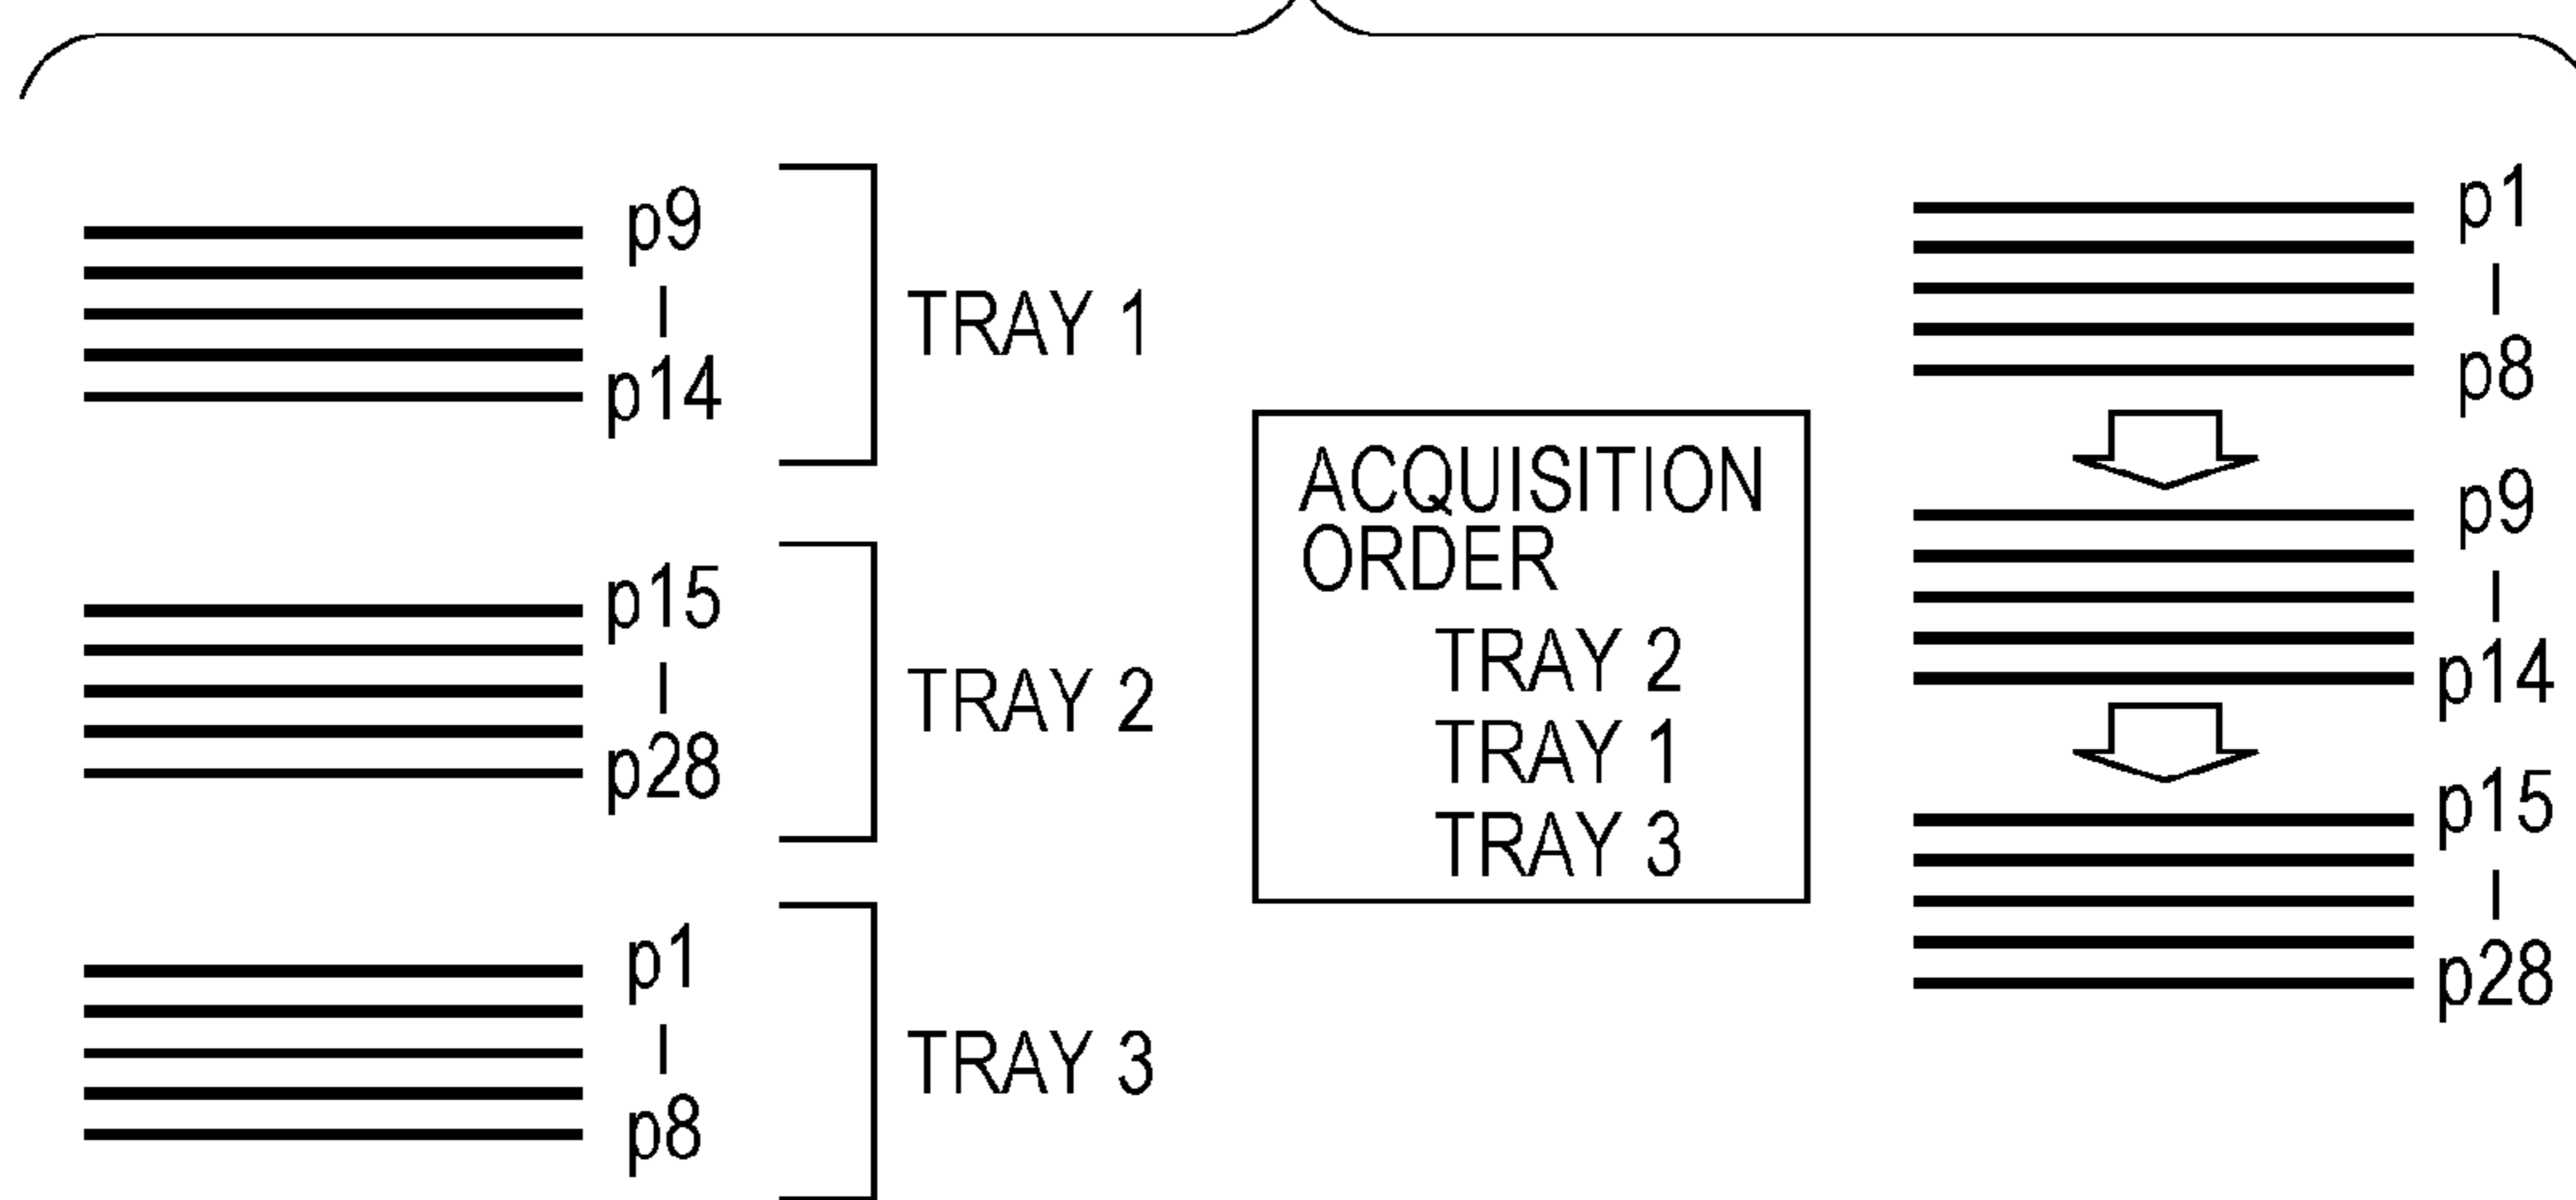 p9
|
p14
TRAY 1
p15
|
p28
TRAY 2
p1
|
p8
TRAY 3
ACQUISITION
ORDER
TRAY 2
TRAY 1
TRAY 3
p1
|
p8
p9
|
p14
p15
|
p28